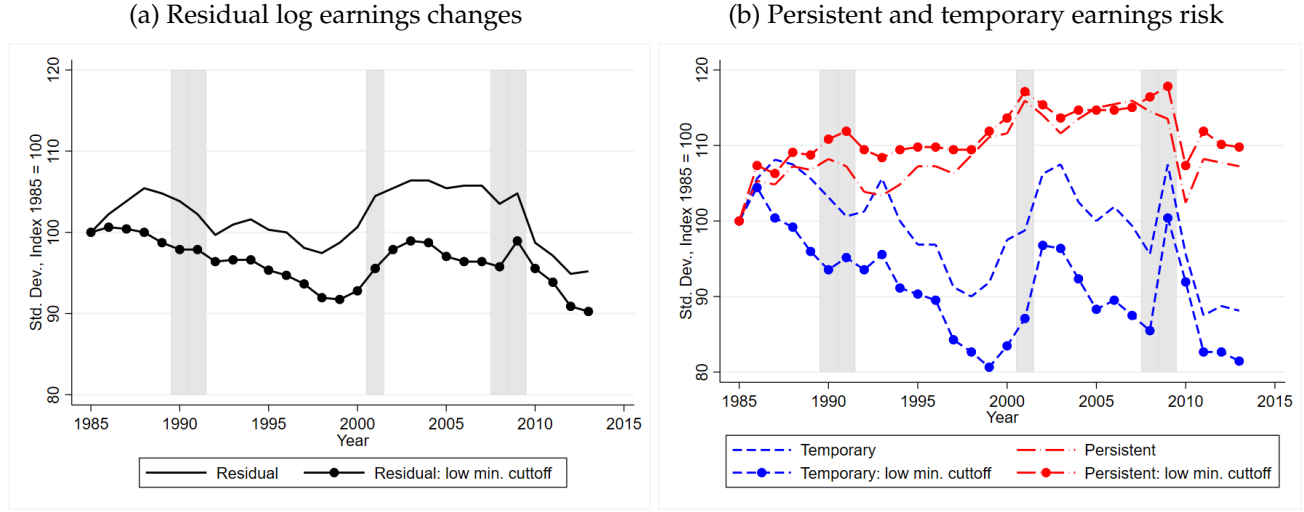 (a) Residual log earnings changes
Std. Dev., Index 1985 = 100
120
110
100
90
80
1985 1990 1995 2000 2005 2010 2015
Year
Residual Residual: low min. cuttoff
(b) Persistent and temporary earnings risk
Std. Dev., Index 1985 = 100
120
110
100
90
80
1985 1990 1995 2000 2005 2010 2015
Year
Temporary Persistent
Temporary: low min. cuttoff Persistent: low min. cuttoff